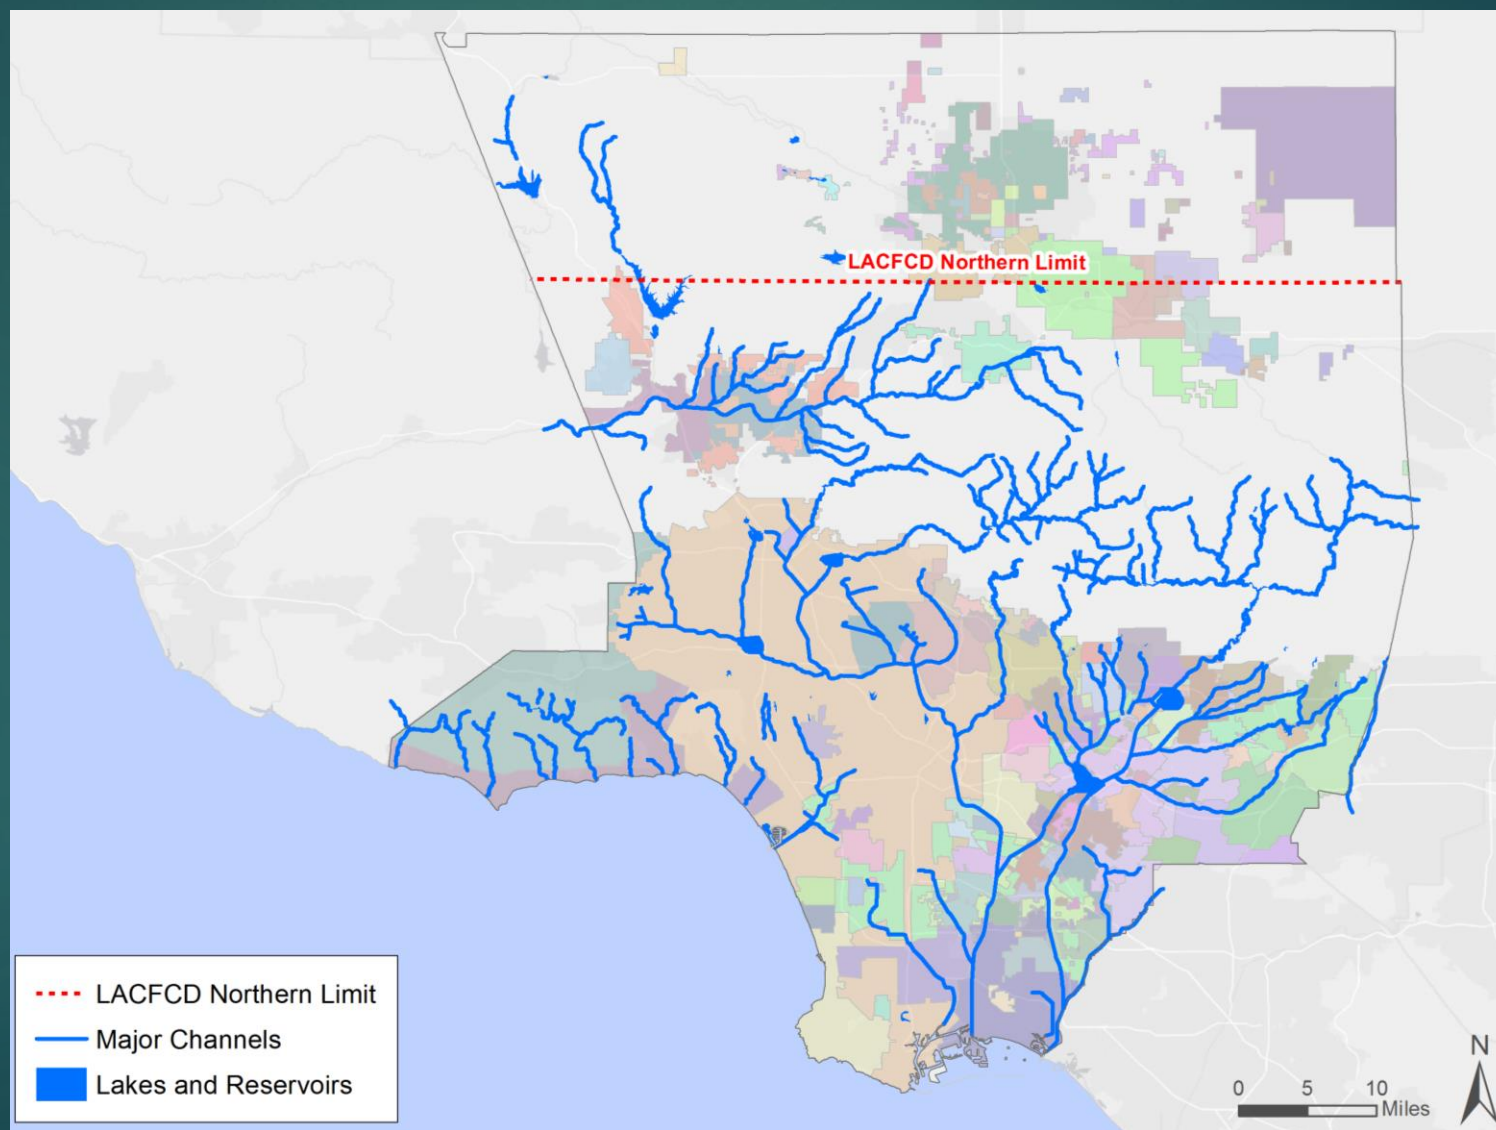 LACFCD Northern Limit
LACFCD Northern Limit
Major Channels
Lakes and Reservoirs
N
0 5 10
Miles